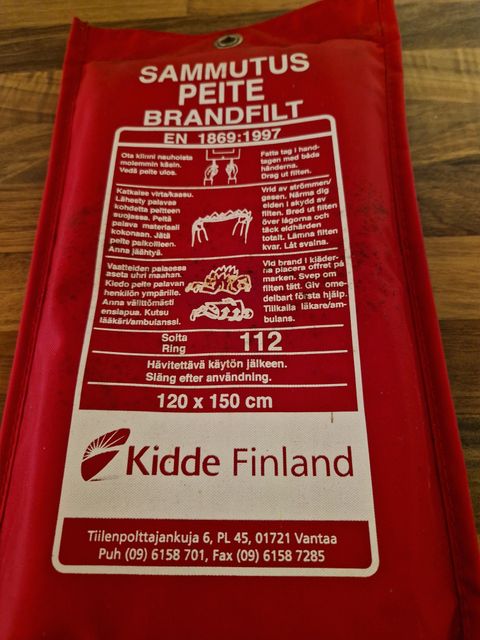 SAMMUTUS
PEITE
BRANDFILT
EN 1869:1997
Ota kiinni nauhoista
molemmin käsin.
Vedä peite ulos.
Fatta tag i hand-
tagen med båda
händerna.
Drag ut filten.
Katkaise virta/kaasu.
Lähesty palavaa
kohdetta peitteen
suojassa. Peitä
palava materiaali
kokonaan. Jätä
peite paikoilleen.
Anna jäähtyä.
Vrid av strömmen/
gasen. Närma dig
elden i skydd av
filten. Bred ut filten
över lågorna och
täck eldhärden
totalt. Lämna filten
kvar. Låt svalna.
Vaatteiden palaessa
aseta uhri maahan.
Kiedo peite palavan
henkilön ympärille.
Anna välittömästi
ensiapua. Kutsu
lääkäri/ambulanssi.
Vid brand i kläder,
placera offret på
marken. Svep om
filten tätt. Giv ome-
delbart första hjälp.
Tillkalla läkare/am-
bulans.
Soita
Ring
112
Hävitettävä käytön jälkeen.
Släng efter användning.
120 x 150 cm
Kidde Finland
Tiilenpolttajankuja 6, PL 45, 01721 Vantaa
Puh (09) 6158 701, Fax (09) 6158 7285